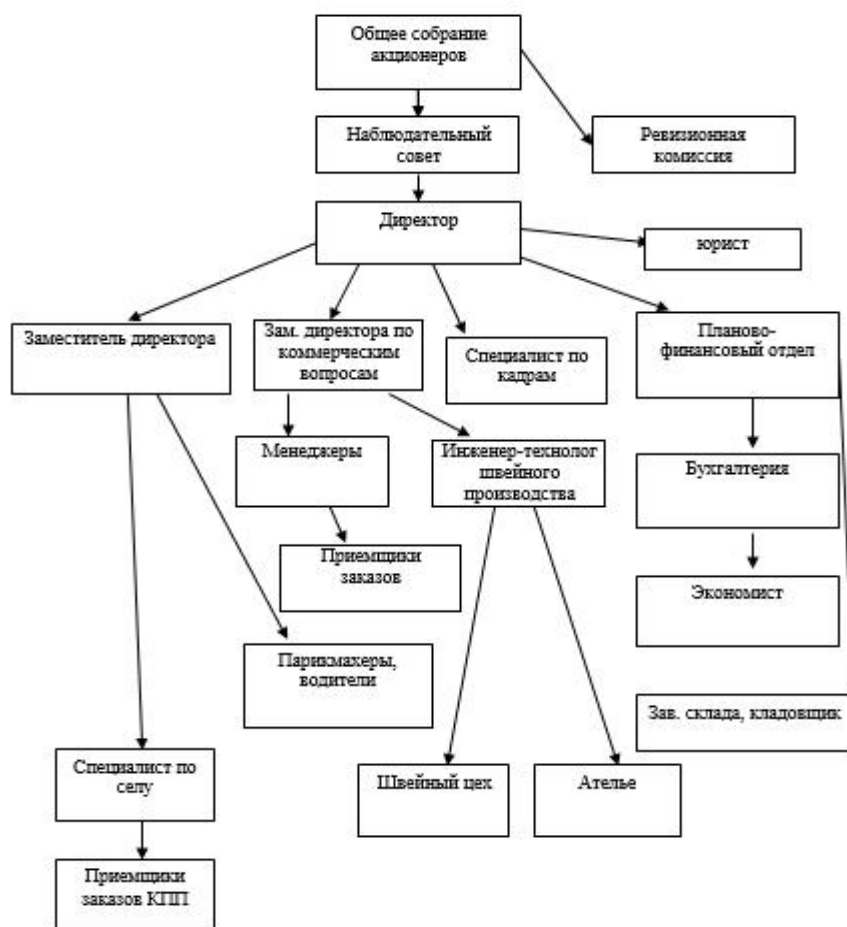 Общее собрание
акционеров
Наблюдательный
совет
Ревизионная
комиссия
Директор
юрист
Заместитель директора
Зам. директора по
коммерческим
вопросам
Специалист по
кадрам
Планово-
финансовый отдел
Менеджеры
Инженер-технолог
швейного
производства
Бухгалтерия
Приемщики
заказов
Экономист
Парикмахеры,
водители
Зав. склада, кладовщик
Специалист по
селу
Швейный цех
Ателье
Приемщики
заказов КПП